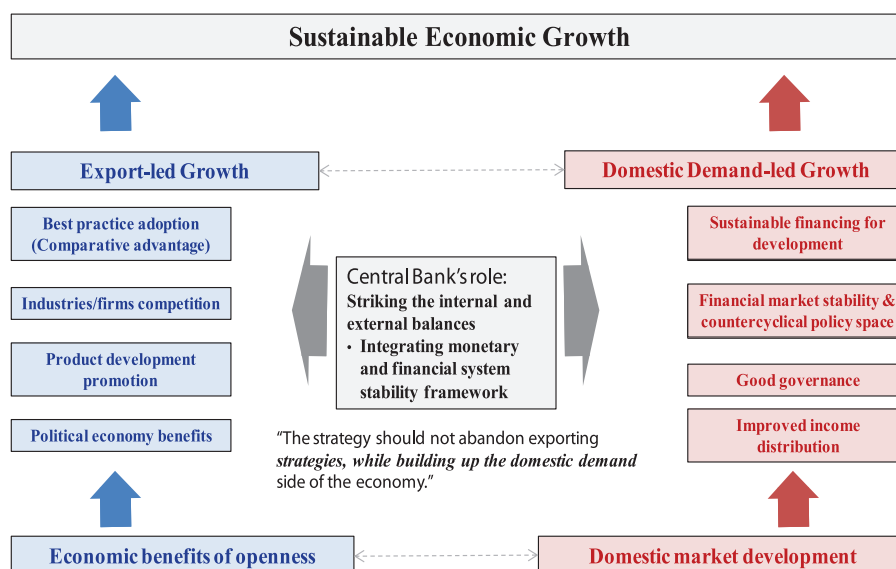 Sustainable Economic Growth
Export-led Growth
Domestic Demand-led Growth
Best practice adoption
(Comparative advantage)
Industries/firms competition
Product development
promotion
Political economy benefits
Central Bank's role:
Striking the internal and
external balances
• Integrating monetary
and financial system
stability framework
"The strategy should not abandon exporting
strategies, while building up the domestic demand
side of the economy."
Sustainable financing for
development
Financial market stability &
countercyclical policy space
Good governance
Improved income
distribution
Economic benefits of openness
Domestic market development